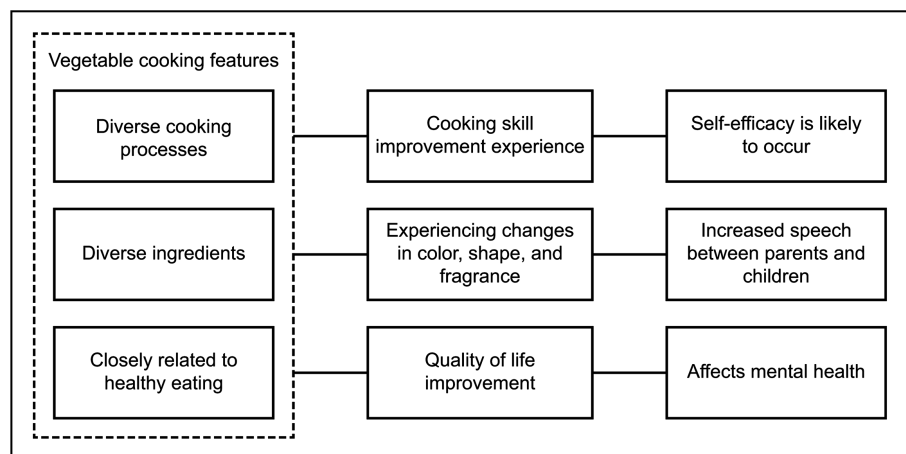 Vegetable cooking features
Diverse cooking
processes
Cooking skill
improvement experience
Self-efficacy is likely
to occur
Diverse ingredients
Experiencing changes
in color, shape, and
fragrance
Increased speech
between parents and
children
Closely related to
healthy eating
Quality of life
improvement
Affects mental health